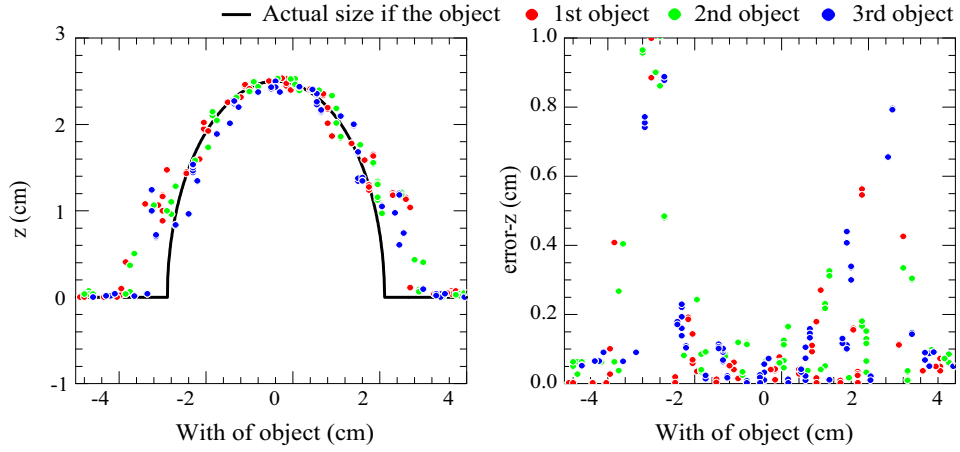 Actual size if the object 1st object 2nd object 3rd object
3
2
1
0
-1
z (cm)
-4 -2 0 2 4
With of object (cm)
1.0
0.8
0.6
0.4
0.2
0.0
error-z (cm)
-4 -2 0 2 4
With of object (cm)